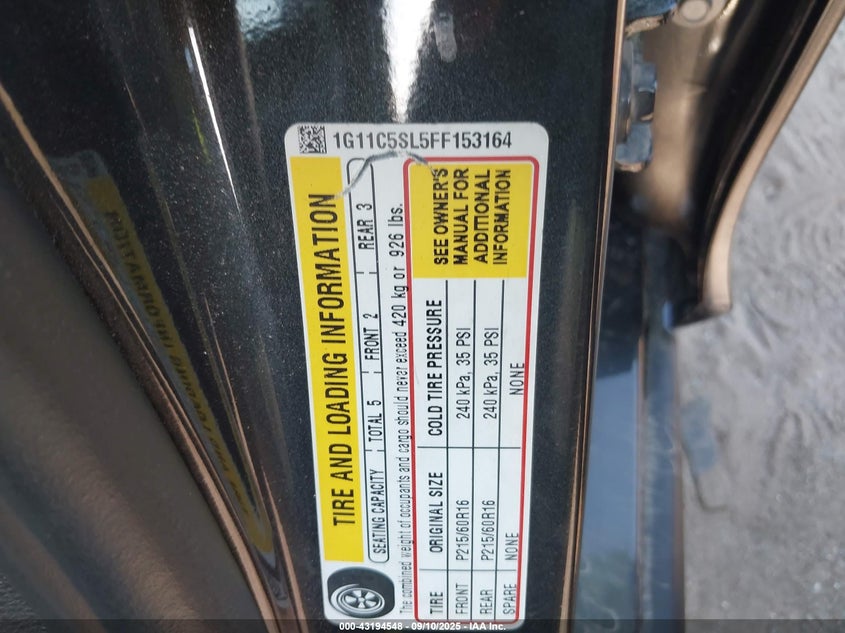 1G11C5SL5FF153164
TIRE AND LOADING INFORMATION
SEATING CAPACITY TOTAL 5 FRONT 2 REAR 3
The combined weight of occupants and cargo should never exceed 420 kg or 926 lbs.
TIRE ORIGINAL SIZE COLD TIRE PRESSURE
FRONT P215/60R16 240 kPa, 35 PSI
REAR P215/60R16 240 kPa, 35 PSI
SPARE NONE NONE
SEE OWNER'S
MANUAL FOR
ADDITIONAL
INFORMATION
000-43194548 - 09/10/2025 - IAA Inc.